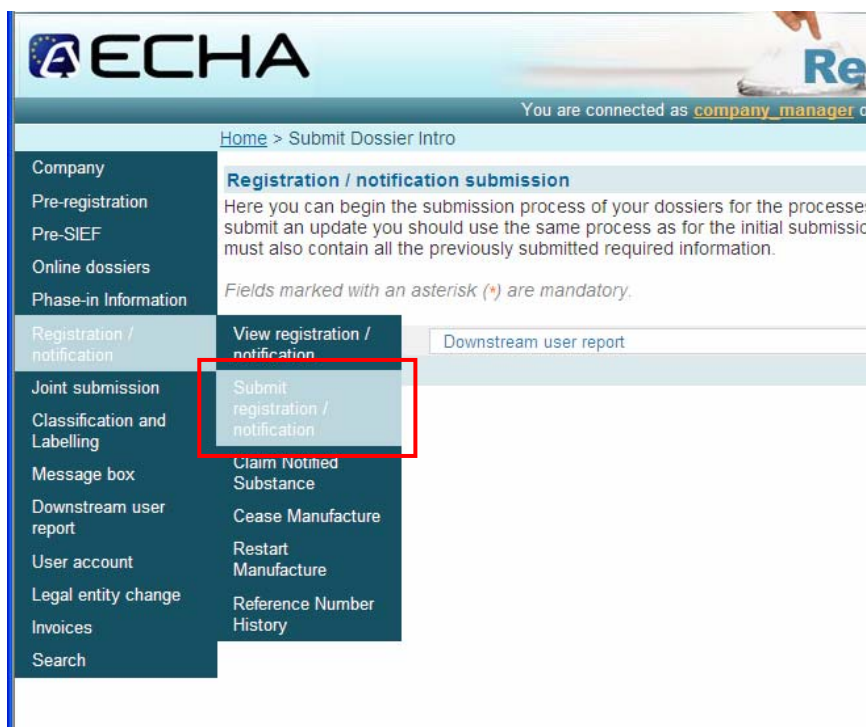 ECHA
Re
You are connected as company_manager
Home > Submit Dossier Intro
Company
Pre-registration
Pre-SIEF
Online dossiers
Phase-in Information
Registration /
notification
Joint submission
Classification and
Labelling
Message box
Downstream user
report
User account
Legal entity change
Invoices
Search
View registration /
notification
Submit
registration /
notification
Claim Notified
Substance
Cease Manufacture
Restart
Manufacture
Reference Number
History
Registration / notification submission
Here you can begin the submission process of your dossiers for the processes
submit an update you should use the same process as for the initial submissio
must also contain all the previously submitted required information.
Fields marked with an asterisk (*) are mandatory.
Downstream user report